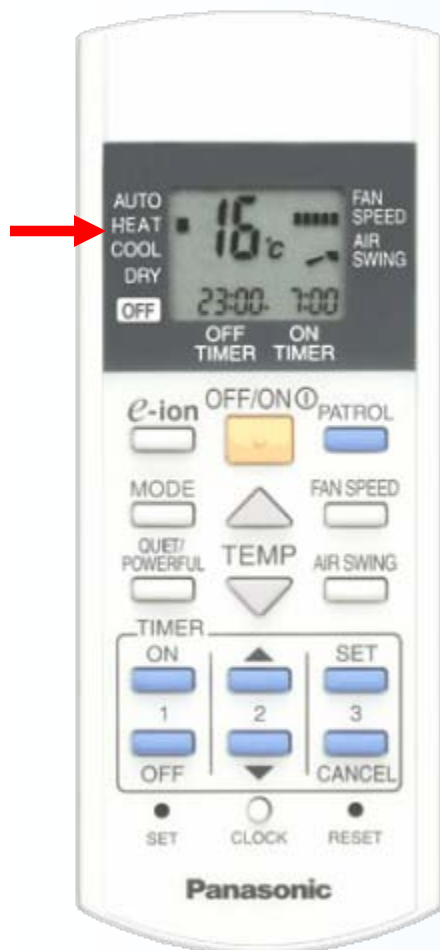 AUTO
HEAT
COOL
DRY
OFF
16°C
FAN
SPEED
AIR
SWING
23:00 7:00
OFF ON
TIMER TIMER
e-ion
OFF/ON
PATROL
MODE
FAN SPEED
QUIET/
POWERFUL
TEMP
AIR SWING
TIMER
ON
SET
1 2 3
OFF
CANCEL
SET
CLOCK
RESET
Panasonic